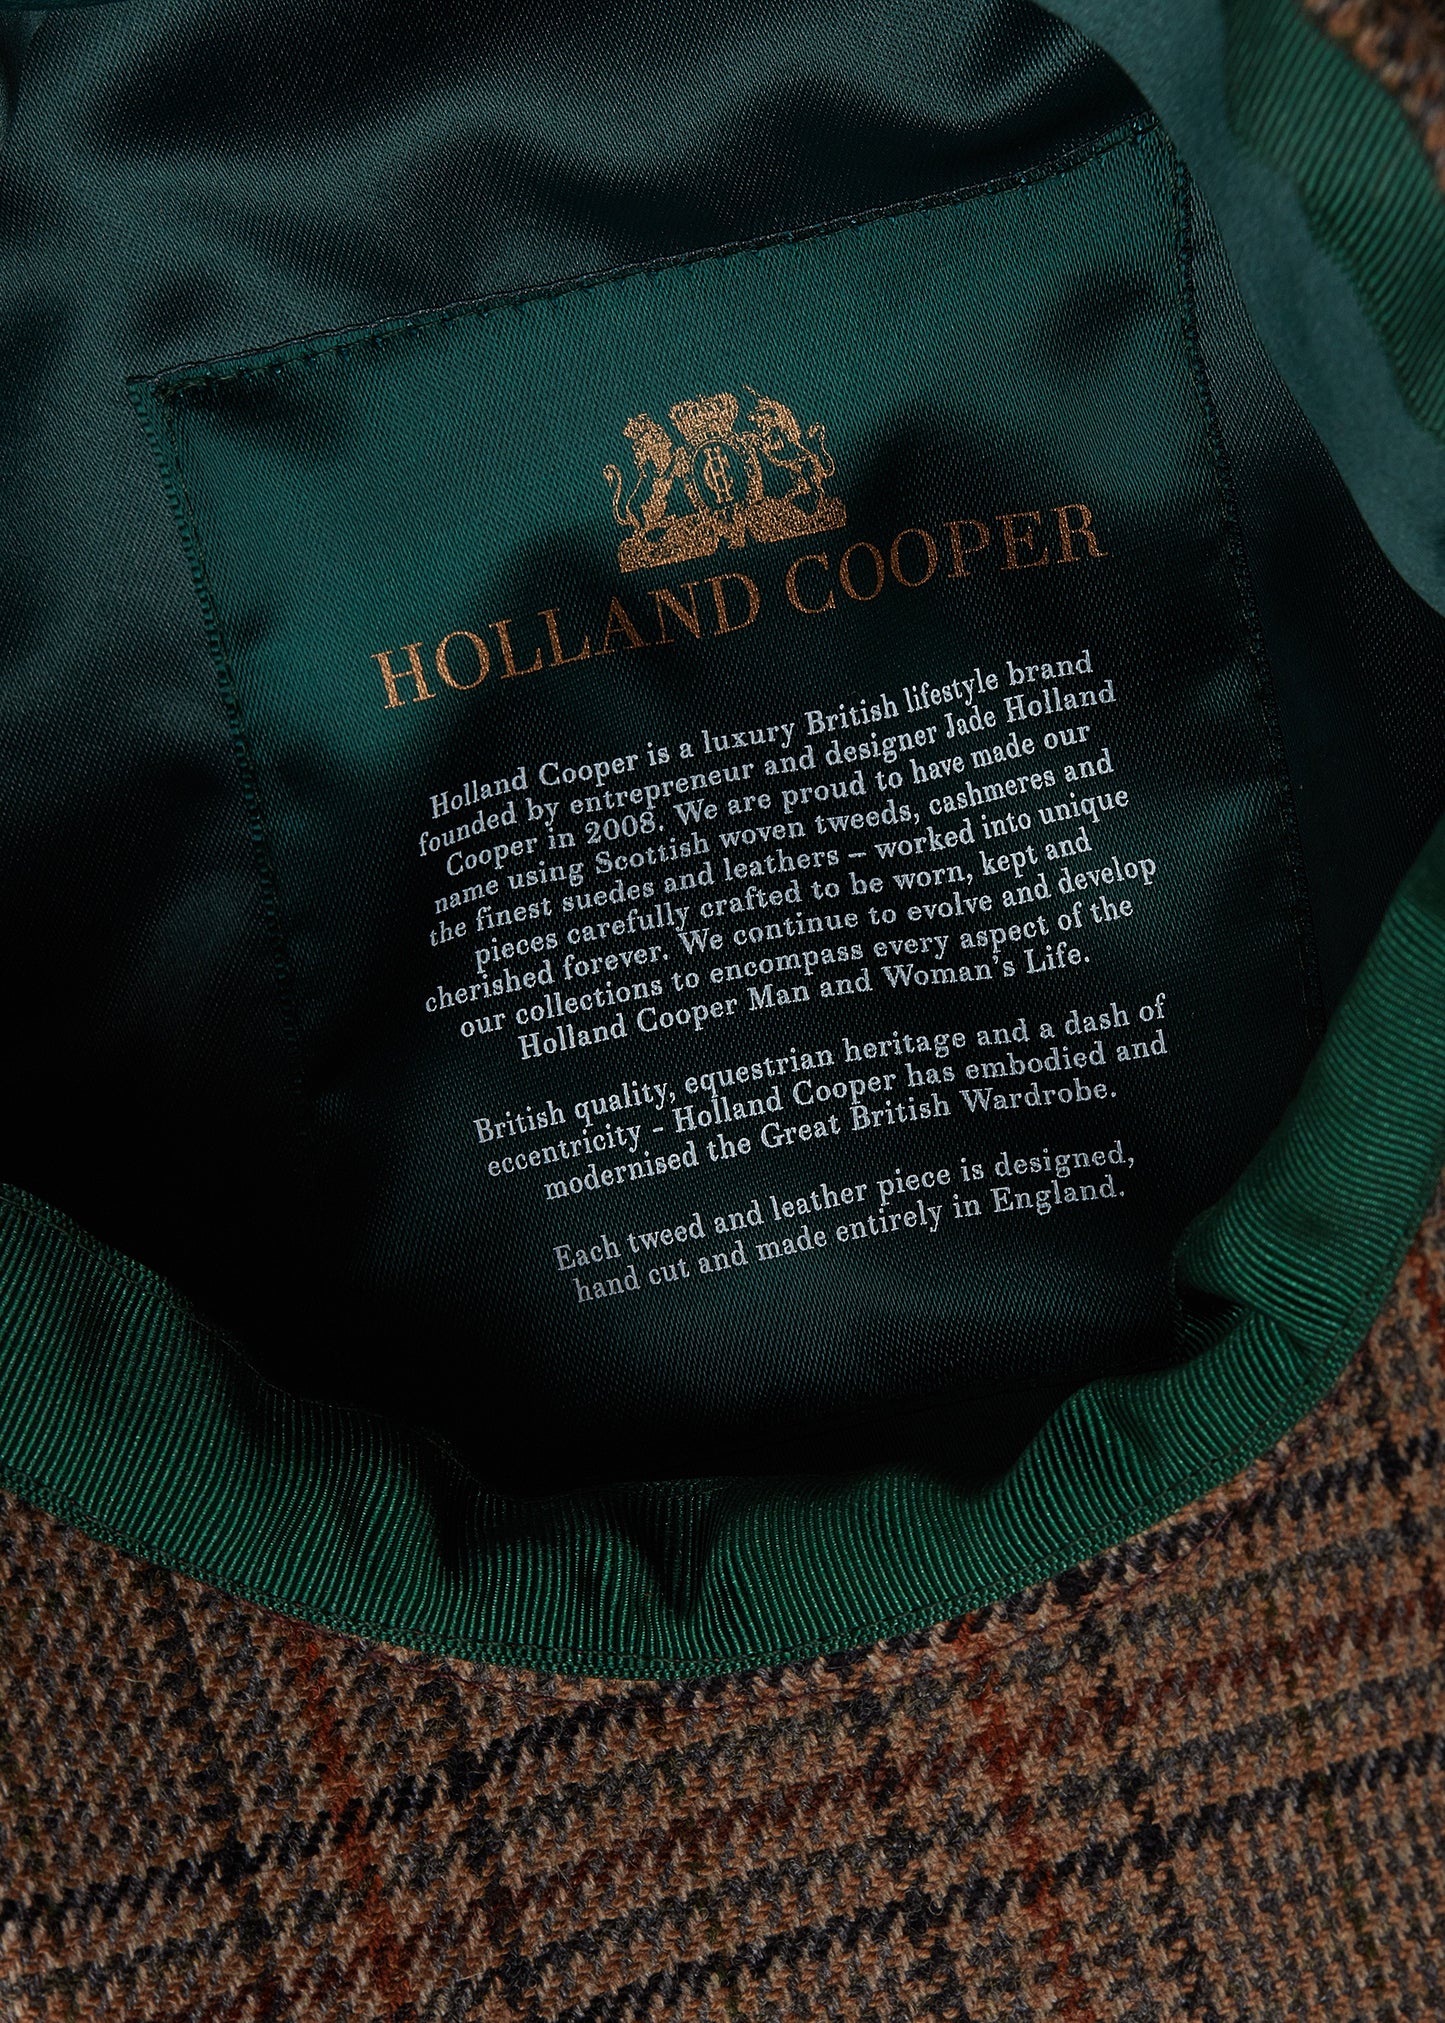 HOLLAND COOPER
Holland Cooper is a luxury British lifestyle brand
founded by entrepreneur and designer Jade Holland
Cooper in 2008. We are proud to have made our
name using Scottish woven tweeds, cashmeres and
the finest suedes and leathers – worked into unique
pieces carefully crafted to be worn, kept and
cherished forever. We continue to evolve and develop
our collections to encompass every aspect of the
Holland Cooper Man and Woman's Life.
British quality, equestrian heritage and a dash of
eccentricity - Holland Cooper has embodied and
modernised the Great British Wardrobe.
Each tweed and leather piece is designed,
hand cut and made entirely in England.